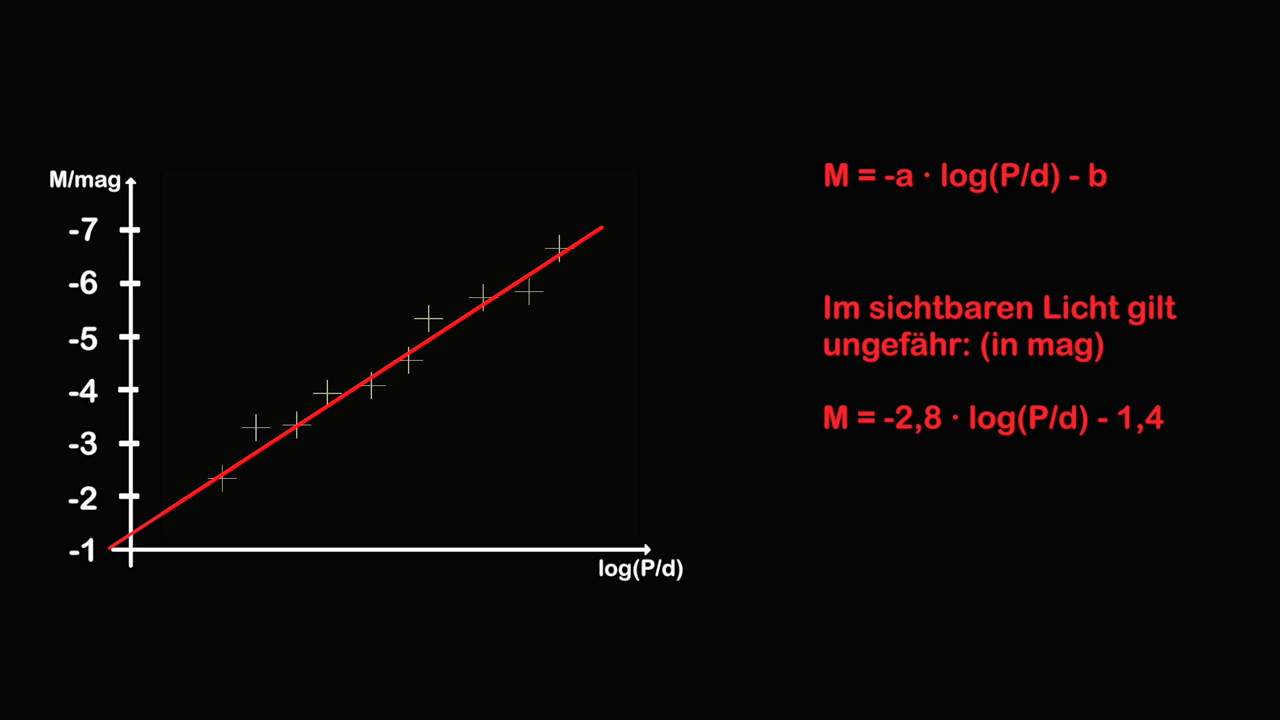 M/mag
-7
-6
-5
-4
-3
-2
-1
log(P/d)
M = -a · log(P/d) - b
Im sichtbaren Licht gilt
ungefähr: (in mag)
M = -2,8 · log(P/d) - 1,4